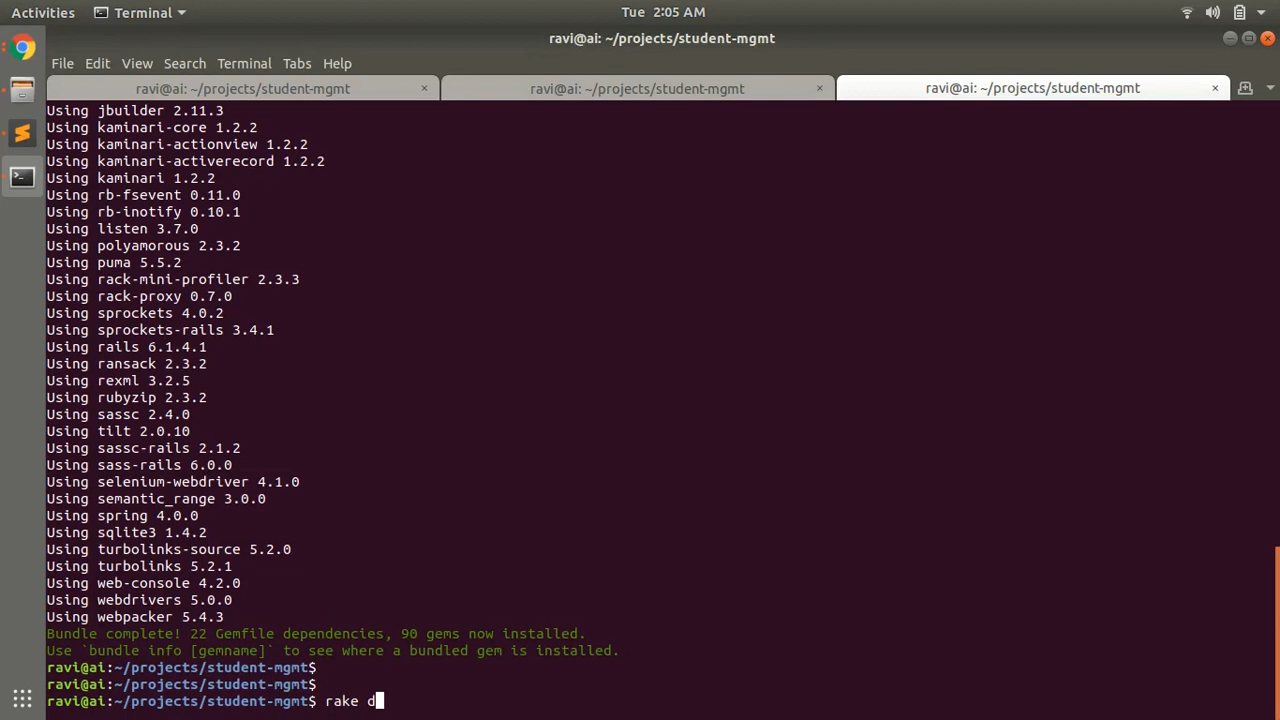 Activities Terminal Tue 2:05 AM
ravi@ai: ~/projects/student-mgmt
File Edit View Search Terminal Tabs Help
ravi@ai: ~/projects/student-mgmt × ravi@ai: ~/projects/student-mgmt × ravi@ai: ~/projects/student-mgmt ×
Using jbuilder 2.11.3
Using kaminari-core 1.2.2
Using kaminari-actionview 1.2.2
Using kaminari-activerecord 1.2.2
Using kaminari 1.2.2
Using rb-fsevent 0.11.0
Using rb-inotify 0.10.1
Using listen 3.7.0
Using polyamorous 2.3.2
Using puma 5.5.2
Using rack-mini-profiler 2.3.3
Using rack-proxy 0.7.0
Using sprockets 4.0.2
Using sprockets-rails 3.4.1
Using rails 6.1.4.1
Using ransack 2.3.2
Using rexml 3.2.5
Using rubyzip 2.3.2
Using sassc 2.4.0
Using tilt 2.0.10
Using sassc-rails 2.1.2
Using sass-rails 6.0.0
Using selenium-webdriver 4.1.0
Using semantic_range 3.0.0
Using spring 4.0.0
Using sqlite3 1.4.2
Using turbolinks-source 5.2.0
Using turbolinks 5.2.1
Using web-console 4.2.0
Using webdrivers 5.0.0
Using webpacker 5.4.3
Bundle complete! 22 Gemfile dependencies, 90 gems now installed.
Use `bundle info [gemname]` to see where a bundled gem is installed.
ravi@ai:~/projects/student-mgmt$
ravi@ai:~/projects/student-mgmt$
ravi@ai:~/projects/student-mgmt$ rake d